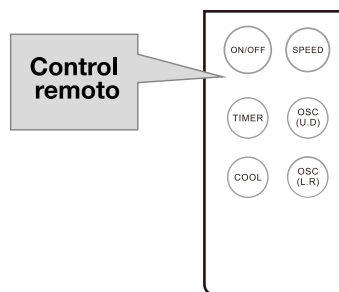 Control
remoto
ON/OFF
SPEED
TIMER
OSC
(U.D)
COOL
OSC
(L.R)